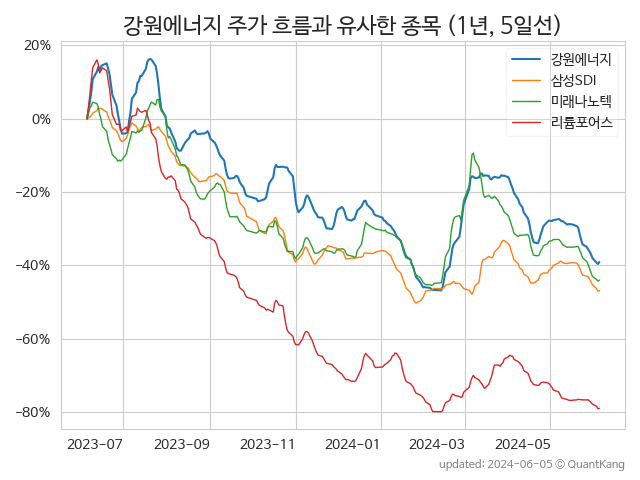 강원에너지 주가 흐름과 유사한 종목 (1년, 5일선)
강원에너지
삼성SDI
미래나노텍
리튬포어스
20%
0%
−20%
−40%
−60%
−80%
2023-07 2023-09 2023-11 2024-01 2024-03 2024-05
updated: 2024-06-05 © QuantKang